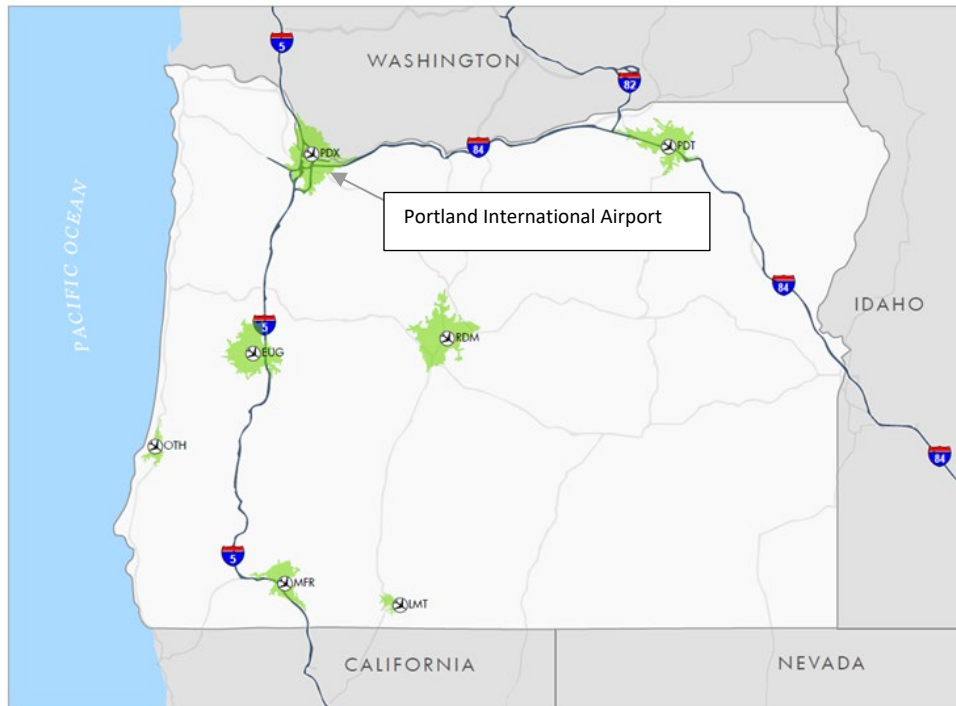 5
WASHINGTON
82
PDX
84
PDT
Portland International Airport
PACIFIC OCEAN
84
IDAHO
5
EUG
RDM
OTH
84
5
MFR
LMT
CALIFORNIA
NEVADA